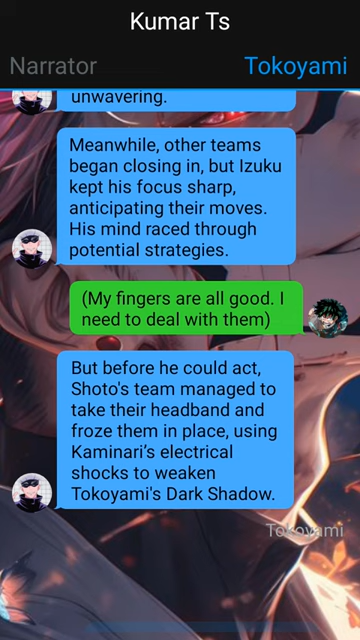 Kumar Ts
Narrator Tokoyami
unwavering.
Meanwhile, other teams
began closing in, but Izuku
kept his focus sharp,
anticipating their moves.
His mind raced through
potential strategies.
(My fingers are all good. I
need to deal with them)
But before he could act,
Shoto's team managed to
take their headband and
froze them in place, using
Kaminari’s electrical
shocks to weaken
Tokoyami's Dark Shadow.
Tokoyami